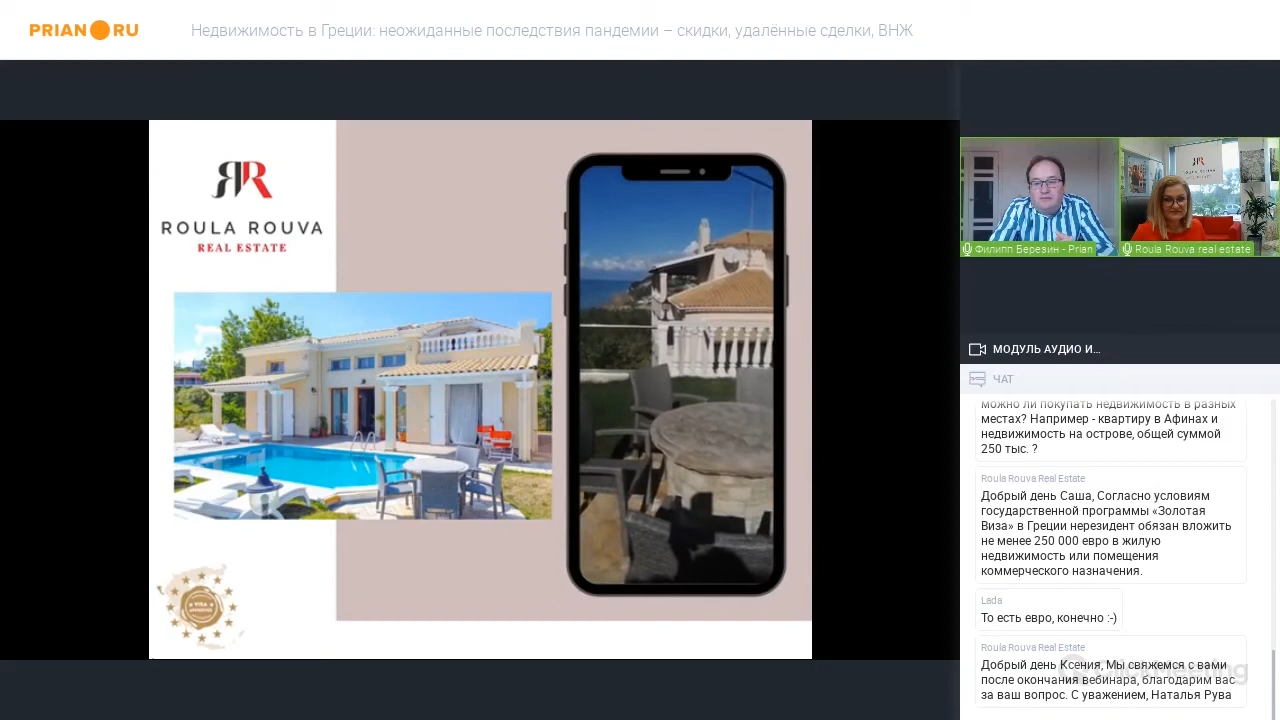 PRIAN RU
Недвижимость в Греции: неожиданные последствия пандемии – скидки, удалённые сделки, ВНЖ
ROULA ROUVA
REAL ESTATE
Филипп Березин - Prian
Roula Rouva real estate
МОДУЛЬ АУДИО И...
ЧАТ
можно ли покупать недвижимость в разных
местах? Например - квартиру в Афинах и
недвижимость на острове, общей суммой
250 тыс. ?
Roula Rouva Real Estate
Добрый день Саша, Согласно условиям
государственной программы «Золотая
Виза» в Греции нерезидент обязан вложить
не менее 250 000 евро в жилую
недвижимость или помещения
коммерческого назначения.
Lada
То есть евро, конечно :-)
Roula Rouva Real Estate
Добрый день Ксения, Мы свяжемся с вами
после окончания вебинара, благодарим вас
за ваш вопрос. С уважением, Наталья Рува